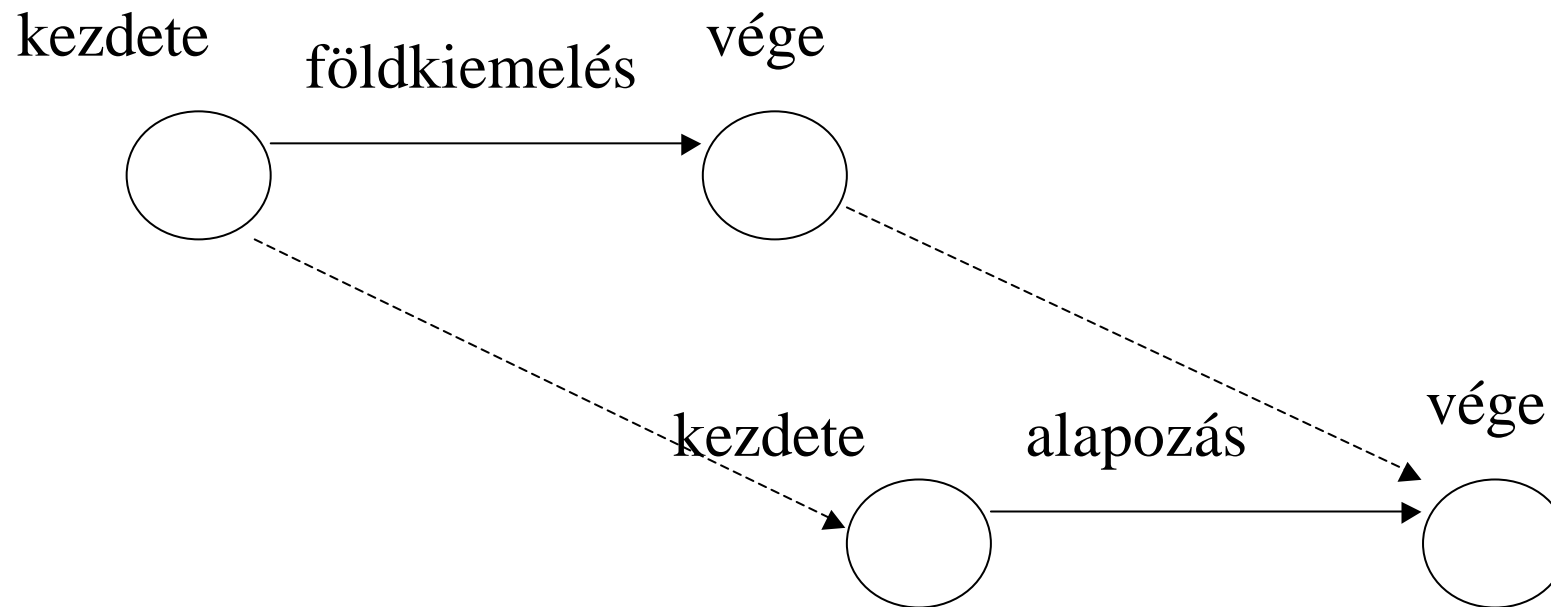 kezdete
földkiemelés
vége
kezdete
alapozás
vége